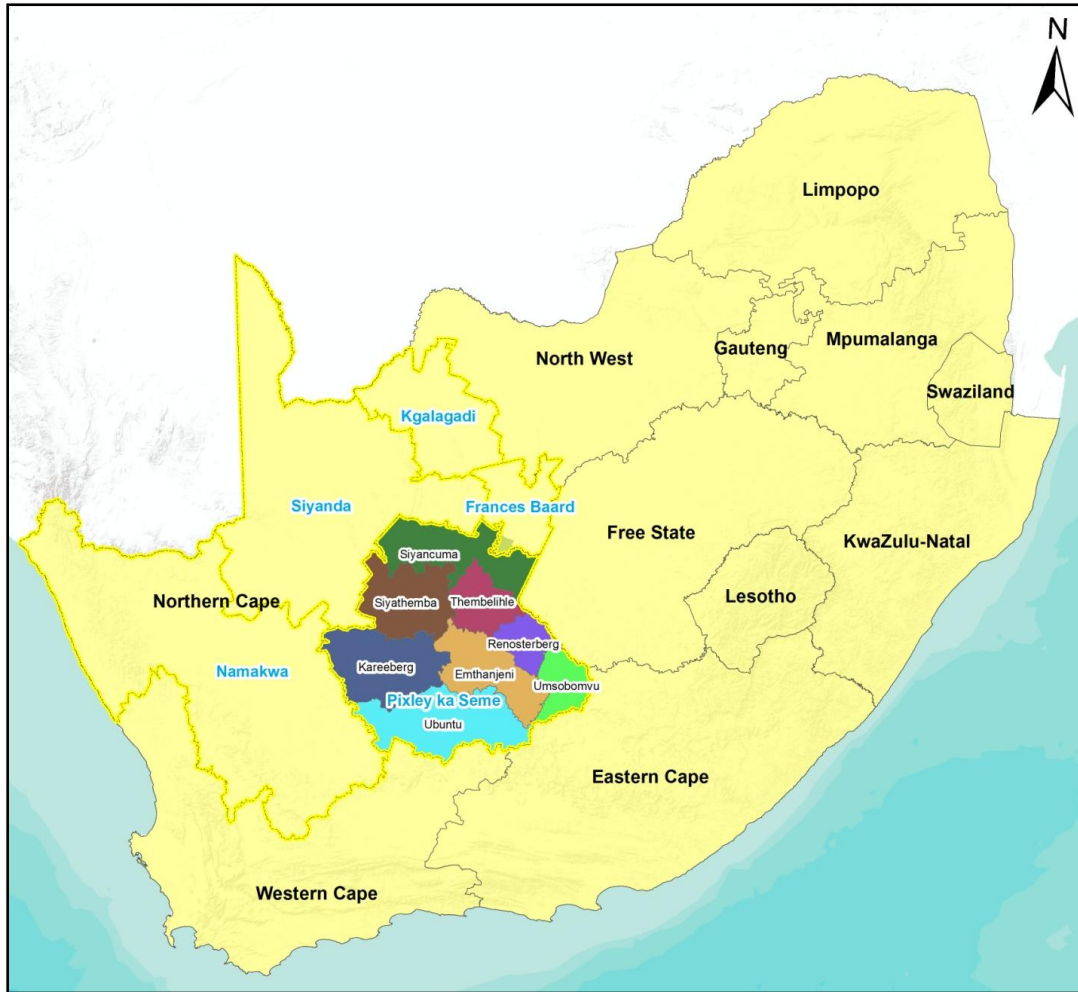 N
Limpopo
North West
Gauteng
Mpumalanga
Swaziland
Kgalagadi
Siyanda
Frances Baard
Free State
KwaZulu-Natal
Siyancuma
Lesotho
Northern Cape
Siyathemba
Thembelihle
Renosterberg
Kareeberg
Namakwa
Emthanjeni
Umsobomvu
Pixley ka Seme
Ubuntu
Eastern Cape
Western Cape